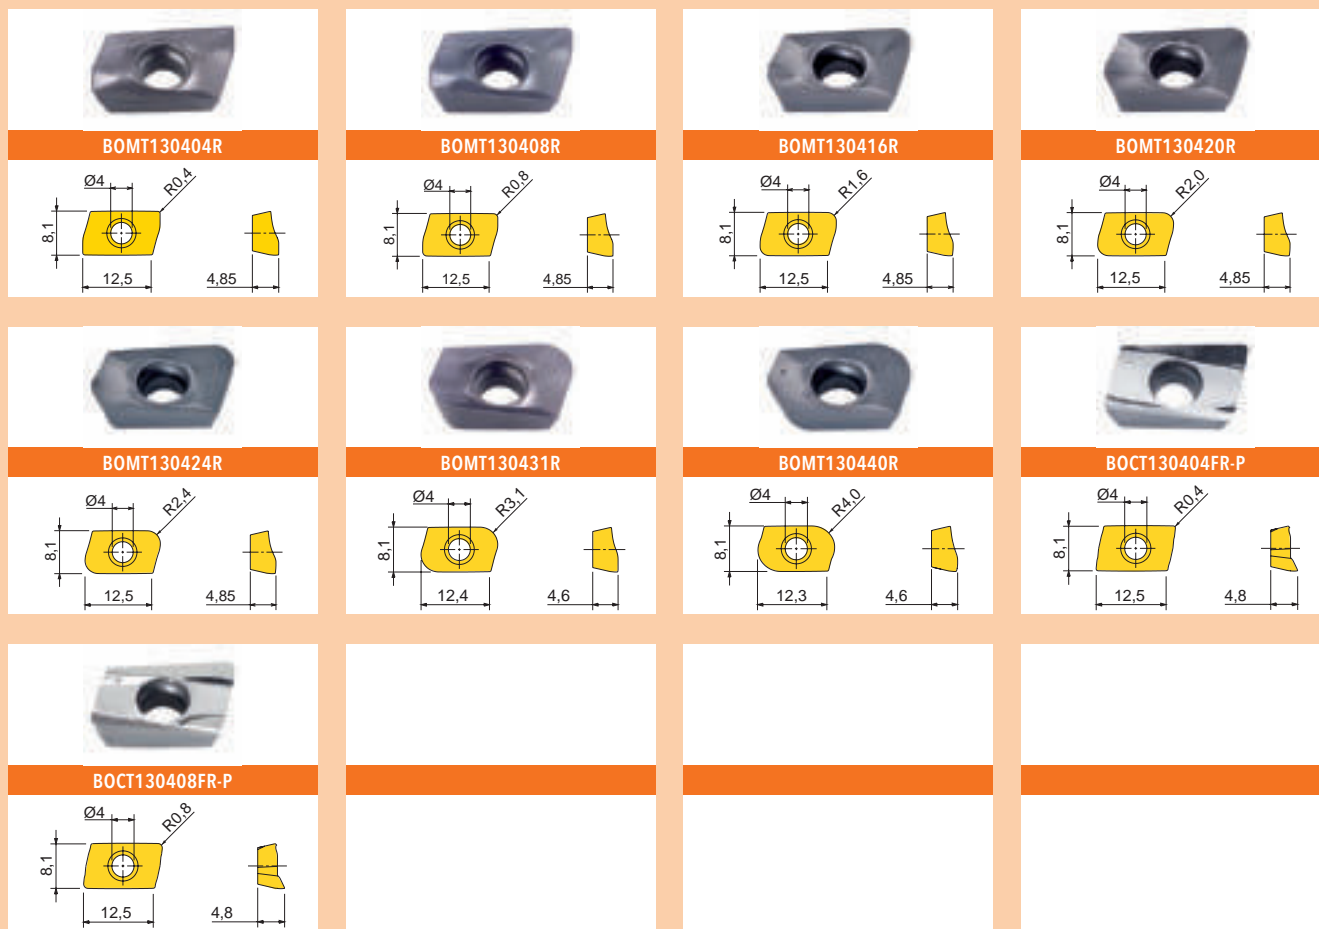 BOMT130404R
BOMT130408R
BOMT130416R
BOMT130420R
Ø4
R0,4
8,1
12,5
4,85
Ø4
R0,8
8,1
12,5
4,85
Ø4
R1,6
8,1
12,5
4,85
Ø4
R2,0
8,1
12,5
4,85
BOMT130424R
BOMT130431R
BOMT130440R
BOCT130404FR-P
Ø4
R2,4
8,1
12,5
4,85
Ø4
R3,1
8,1
12,4
4,6
Ø4
R4,0
8,1
12,3
4,6
Ø4
R0,4
8,1
12,5
4,8
BOCT130408FR-P
Ø4
R0,8
8,1
12,5
4,8